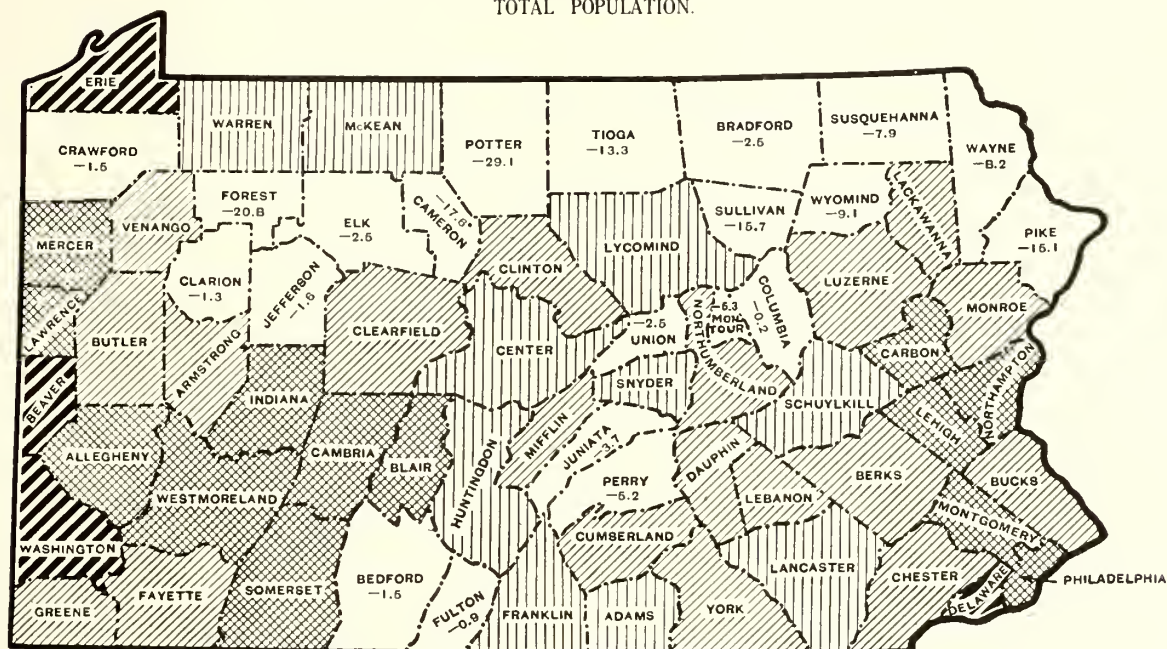 TOTAL POPULATION.
ERIE
WARREN
McKEAN
POTTER
—29.1
TIOGA
—13.3
BRADFORD
—2.5
SUSQUEHANNA
—7.9
WAYNE
—8.2
CRAWFORD
—1.5
FOREST
—20.8
ELK
—2.5
CAMERON
—17.6
SULLIVAN
—15.7
WYOMIND
—9.1
LACKAWANNA
PIKE
—15.1
MERCER
VENANGO
CLARION
—1.3
JEFFERBON
—1.6
CLINTON
LYCOMIND
COLUMBIA
—0.2
LUZERNE
MONROE
LAWRENCE
BUTLER
ARMSTRONG
CLEARFIELD
CENTER
—2.5
UNION
NORTHUMBERLAND
—5.3
MON
TOUR
CARBON
NORTHAMPTON
BEAVER
INDIANA
SNYDER
SCHUYLKILL
LEHIGH
ALLEGHENY
CAMBRIA
BLAIR
HUNTINGDON
MIFFLIN
JUNIATA
—3.7
DAUPHIN
BERKS
BUCKS
WESTMORELAND
PERRY
—5.2
LEBANON
MONTGOMERY
WASHINGTON
CUMBERLAND
LANCASTER
CHESTER
DELAWARE
PHILADELPHIA
GREENE
FAYETTE
SOMERSET
BEDFORD
—1.5
FULTON
—0.9
FRANKLIN
ADAMS
YORK